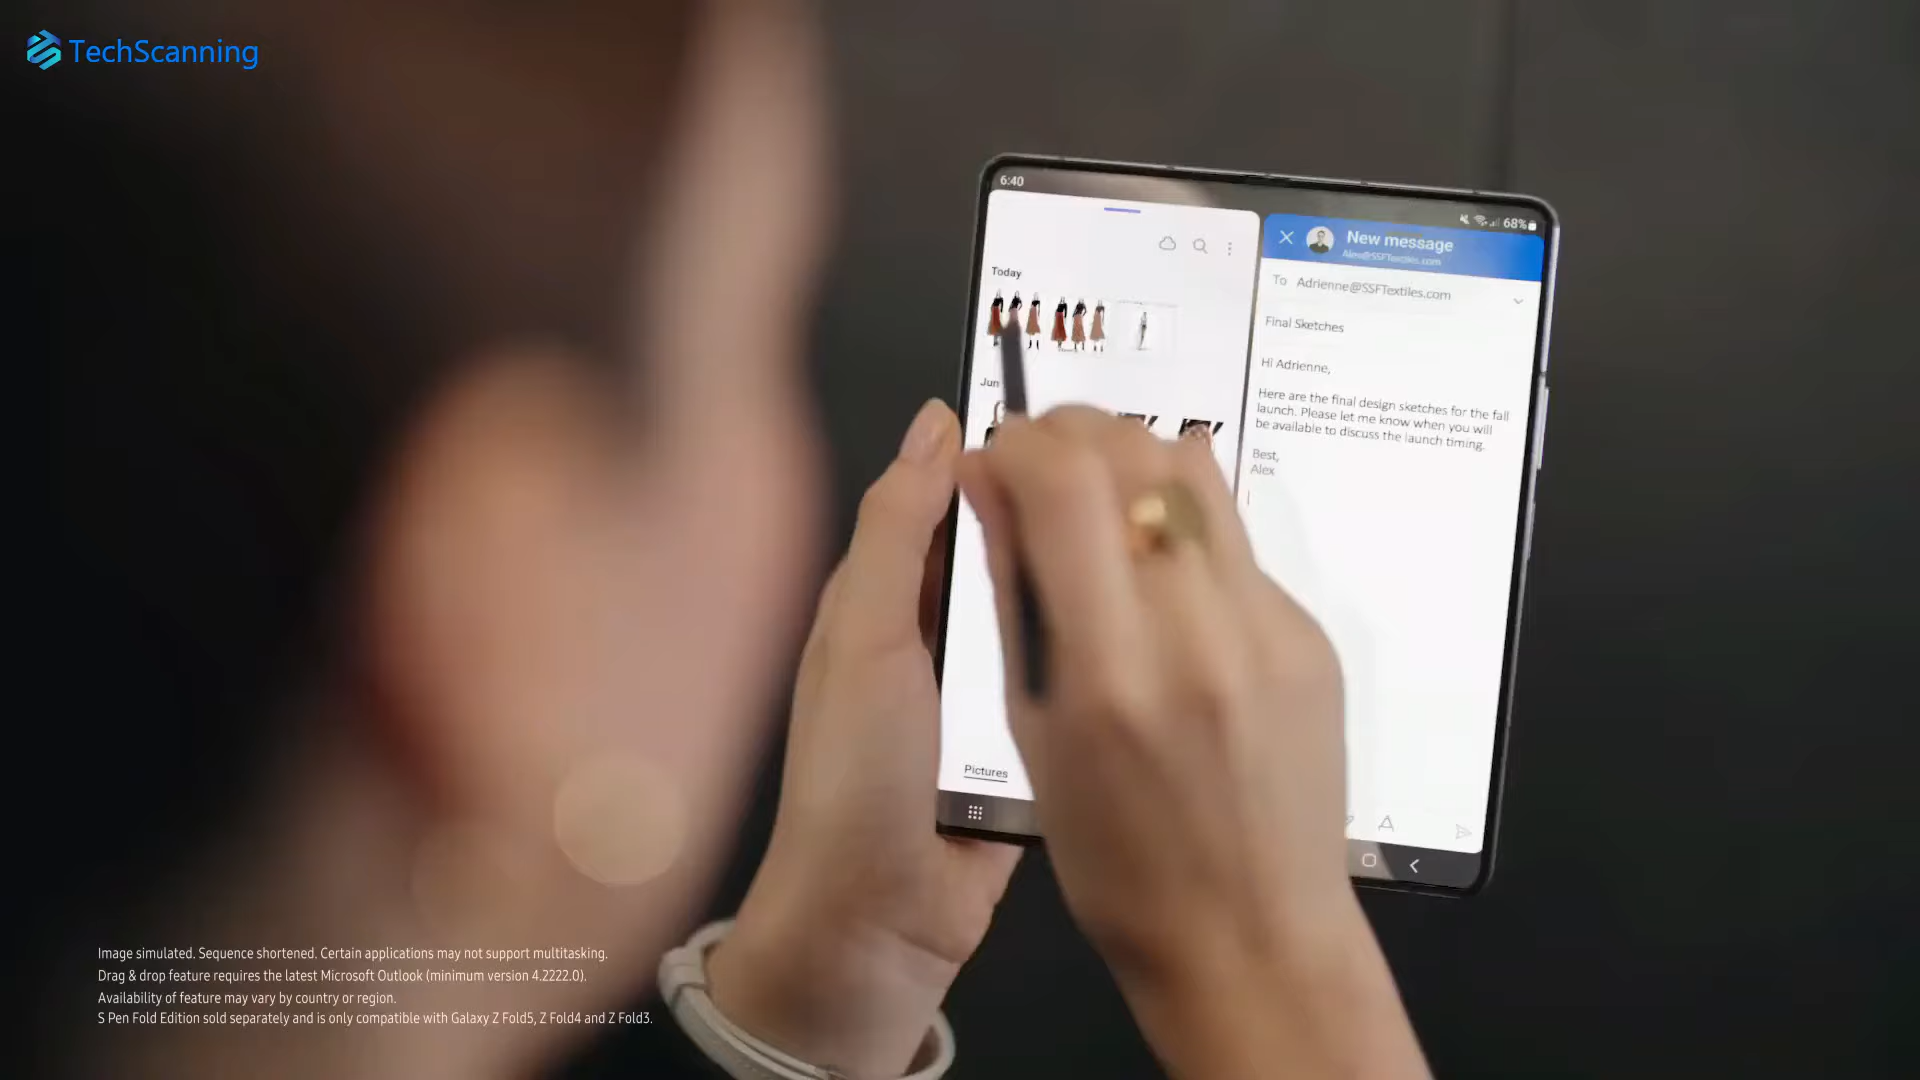 TechScanning
6:40
68%
Today
Jun
Pictures
New message
Alex@SSFTextiles.com
To Adrienne@SSFTextiles.com
Final Sketches
Hi Adrienne,
Here are the final design sketches for the fall
launch. Please let me know when you will
be available to discuss the launch timing.
Best,
Alex
Image simulated. Sequence shortened. Certain applications may not support multitasking.
Drag & drop feature requires the latest Microsoft Outlook (minimum version 4.2222.0).
Availability of feature may vary by country or region.
S Pen Fold Edition sold separately and is only compatible with Galaxy Z Fold5, Z Fold4 and Z Fold3.